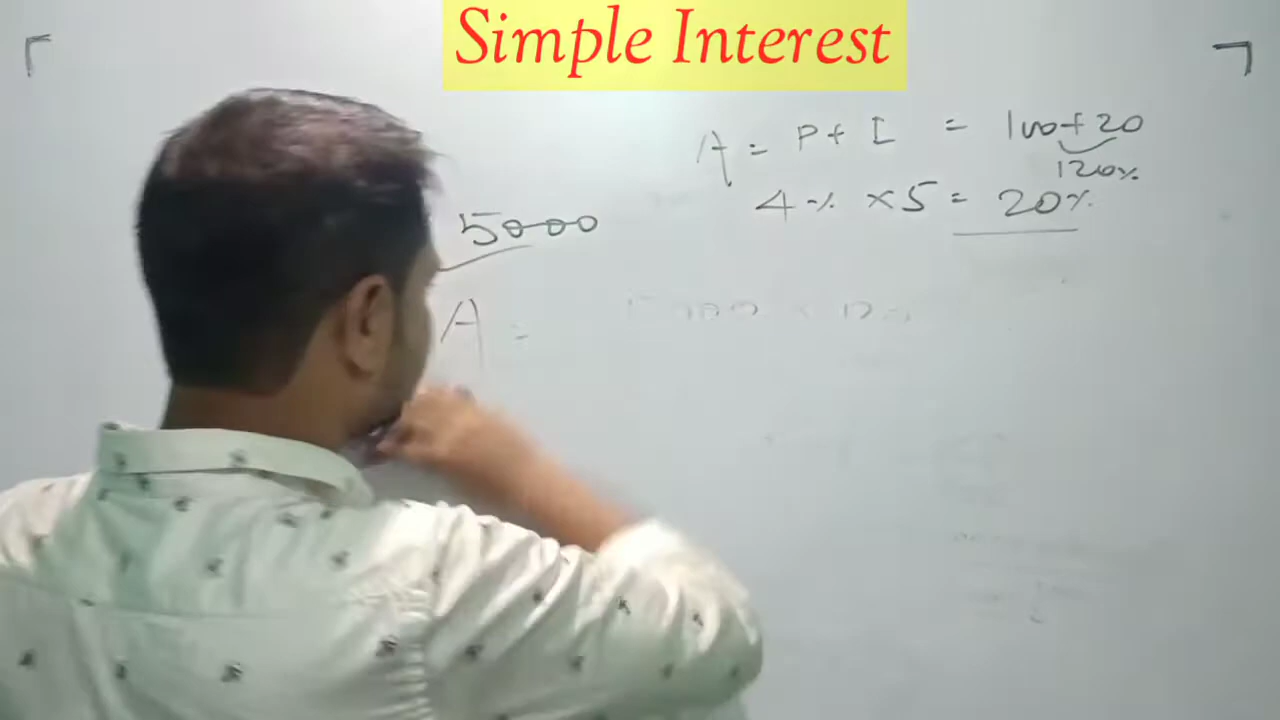 Simple Interest
A = P + I = 100+20
120%
4% × 5 = 20%
5000
A =